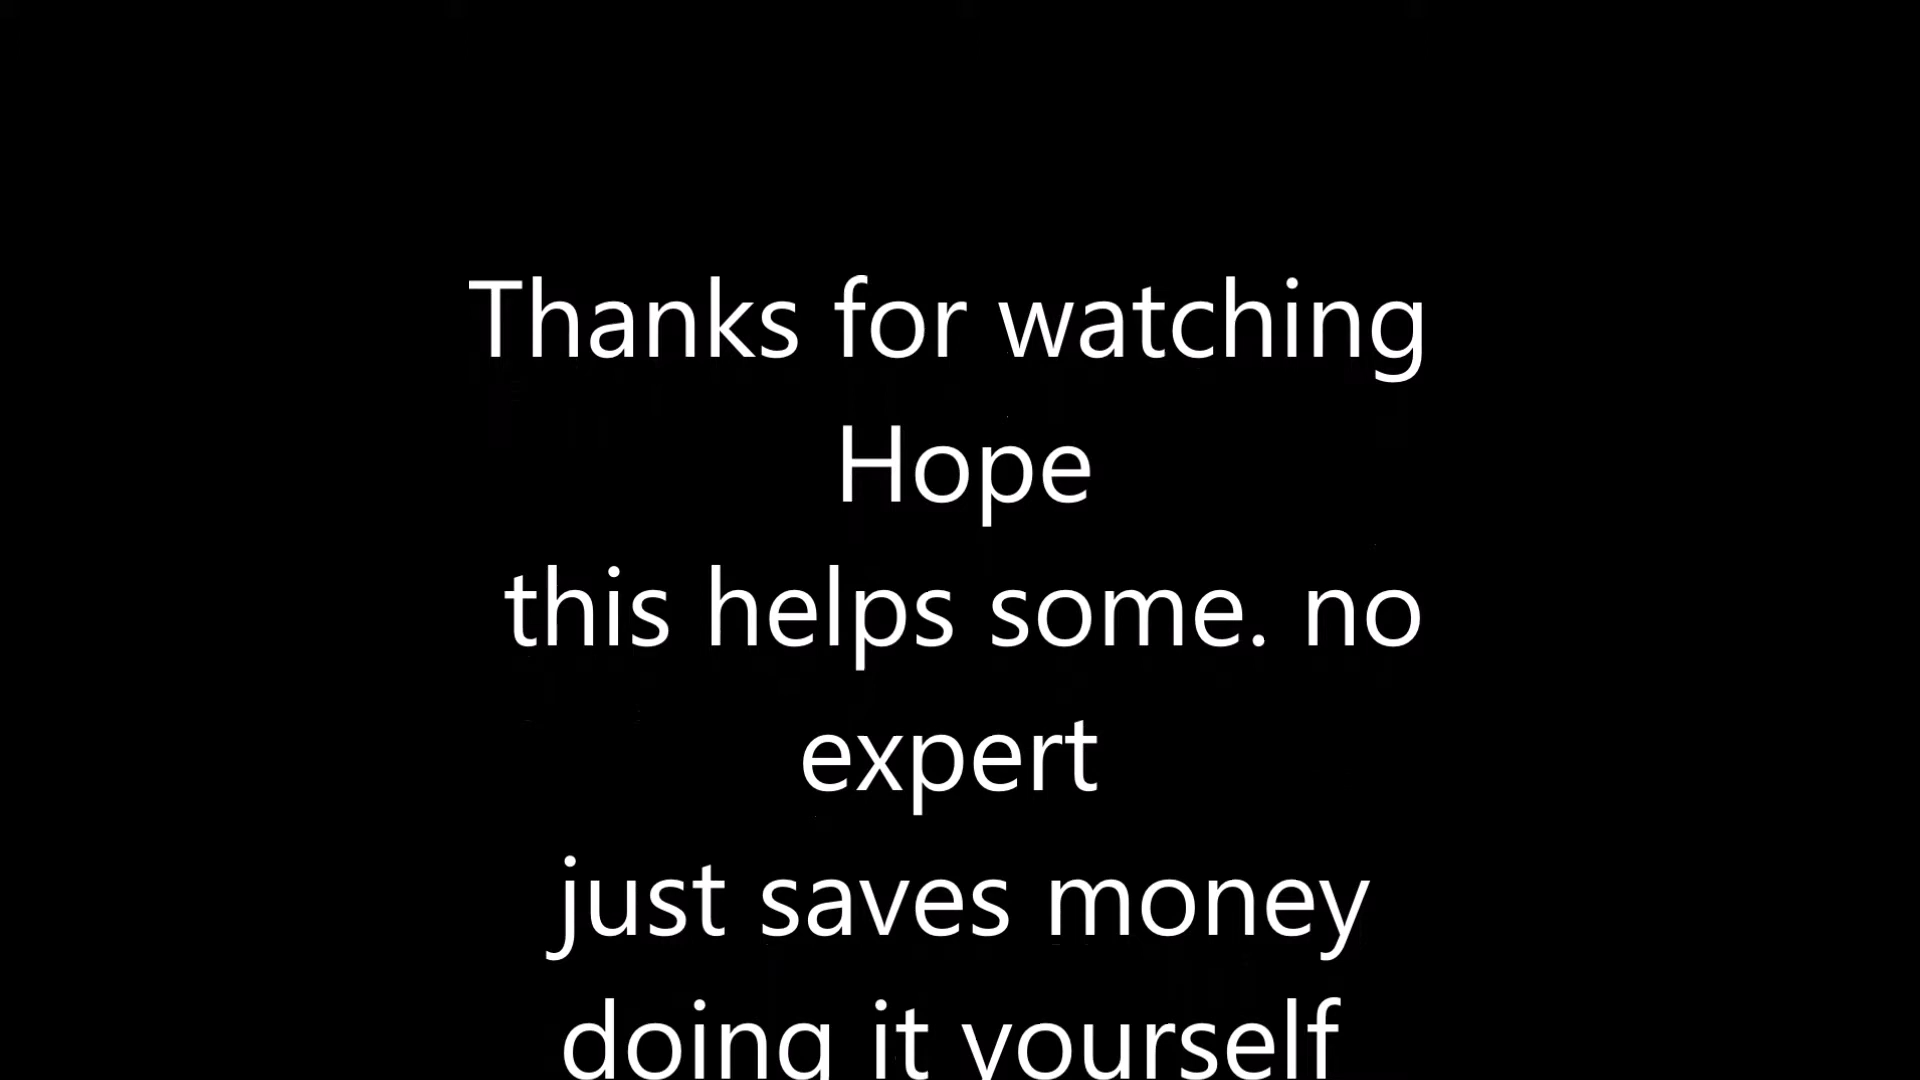 Thanks for watching
Hope
this helps some. no
expert
just saves money
doing it yourself